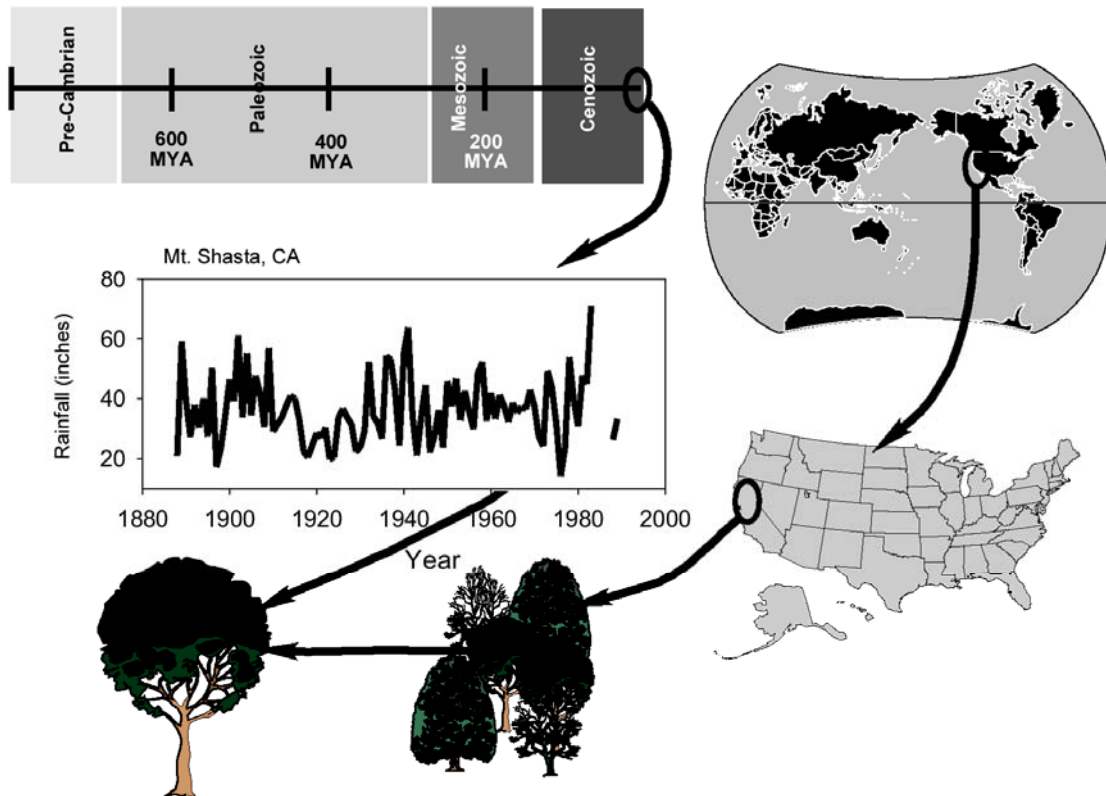 Pre-Cambrian
Paleozoic
Mesozoic
Cenozoic
600
MYA
400
MYA
200
MYA
Mt. Shasta, CA
Rainfall (inches)
80
60
40
20
1880 1900 1920 1940 1960 1980 2000
Year